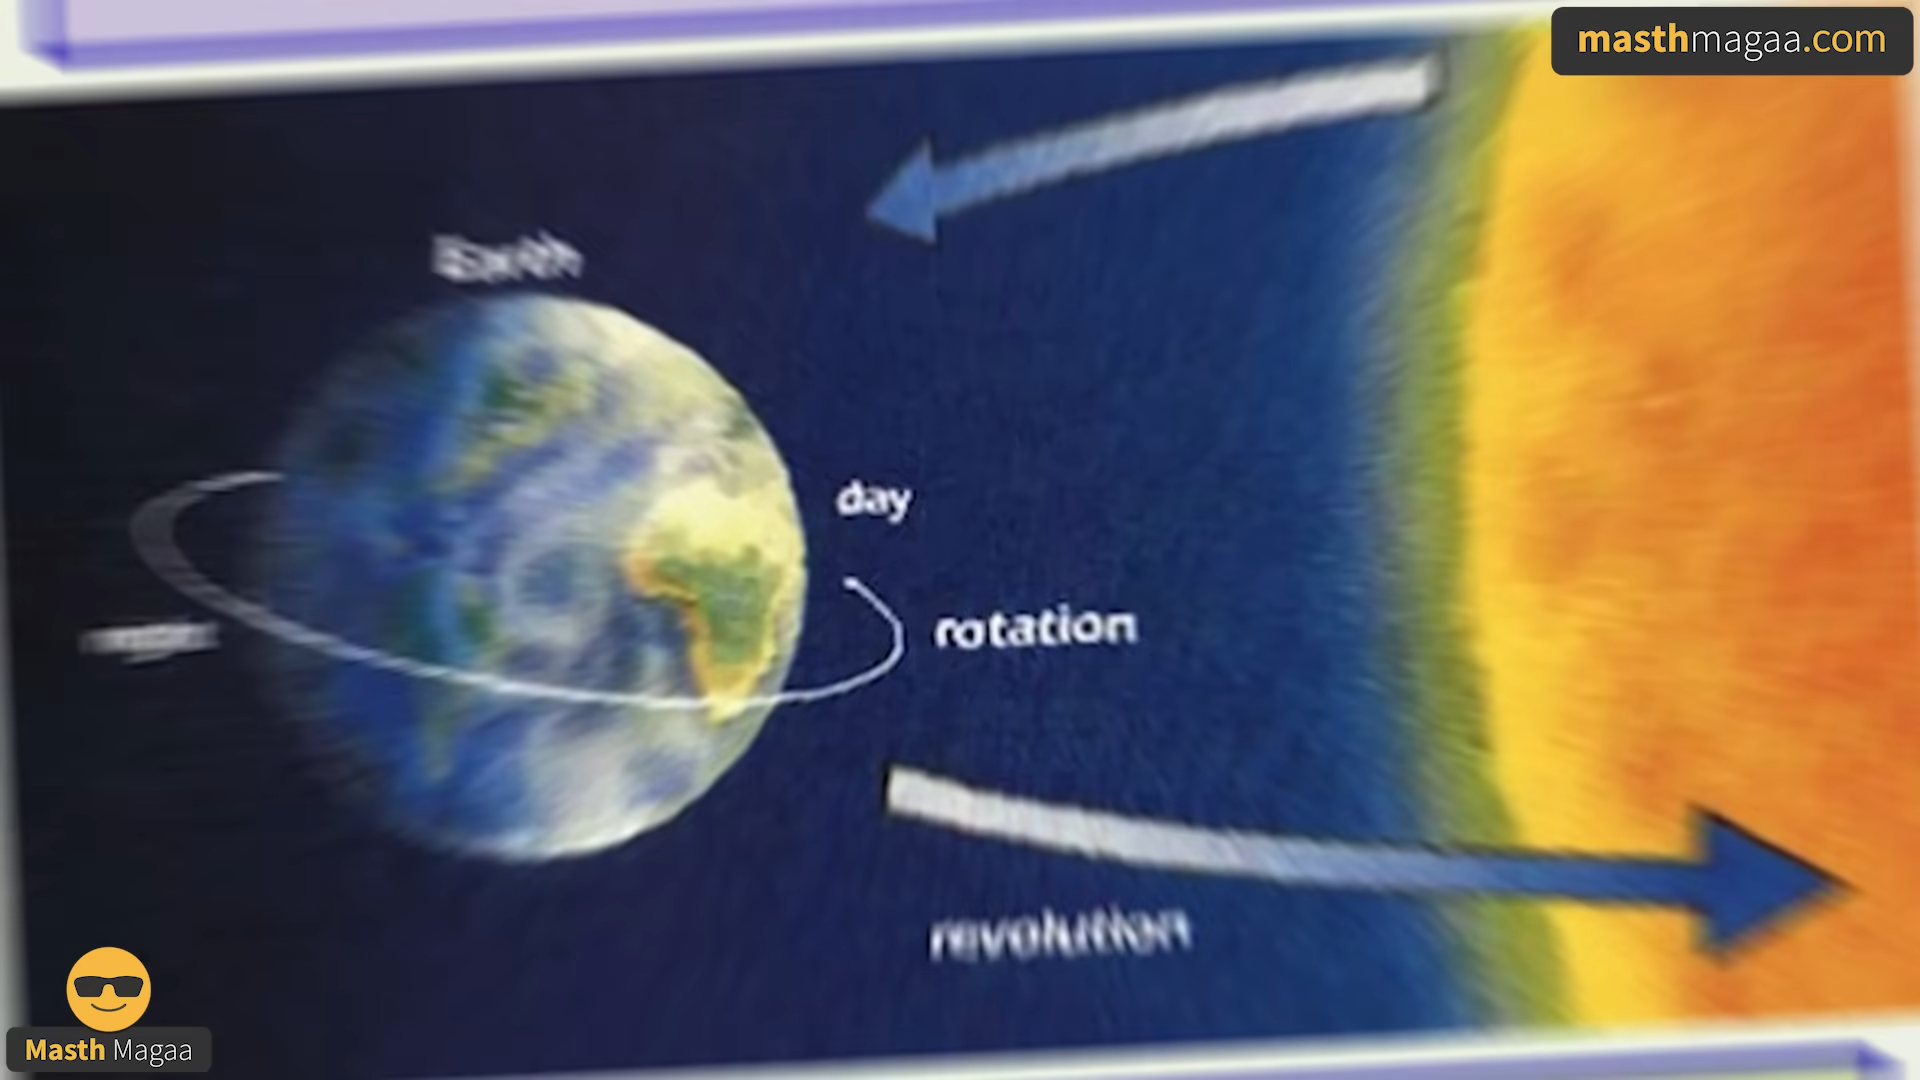 masthmagaa.com
Earth
day
rotation
revolution
Masth Magaa